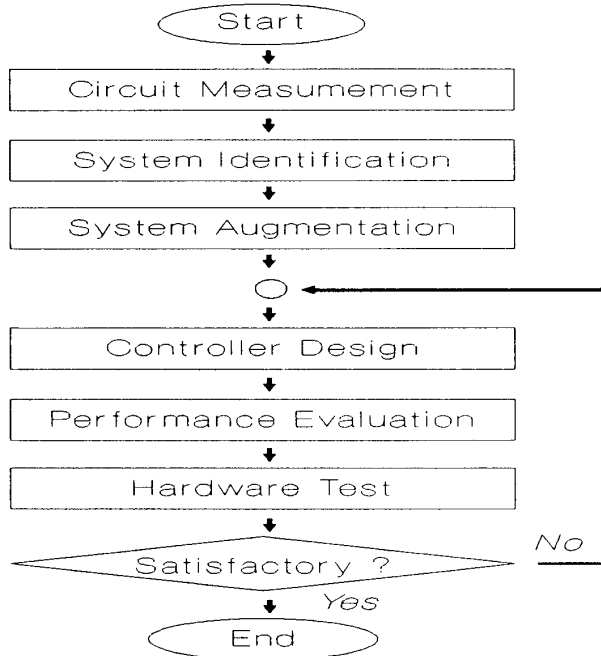 Start
Circuit Measumement
System Identification
System Augmentation
Controller Design
Performance Evaluation
Hardware Test
Satisfactory ?
No
Yes
End